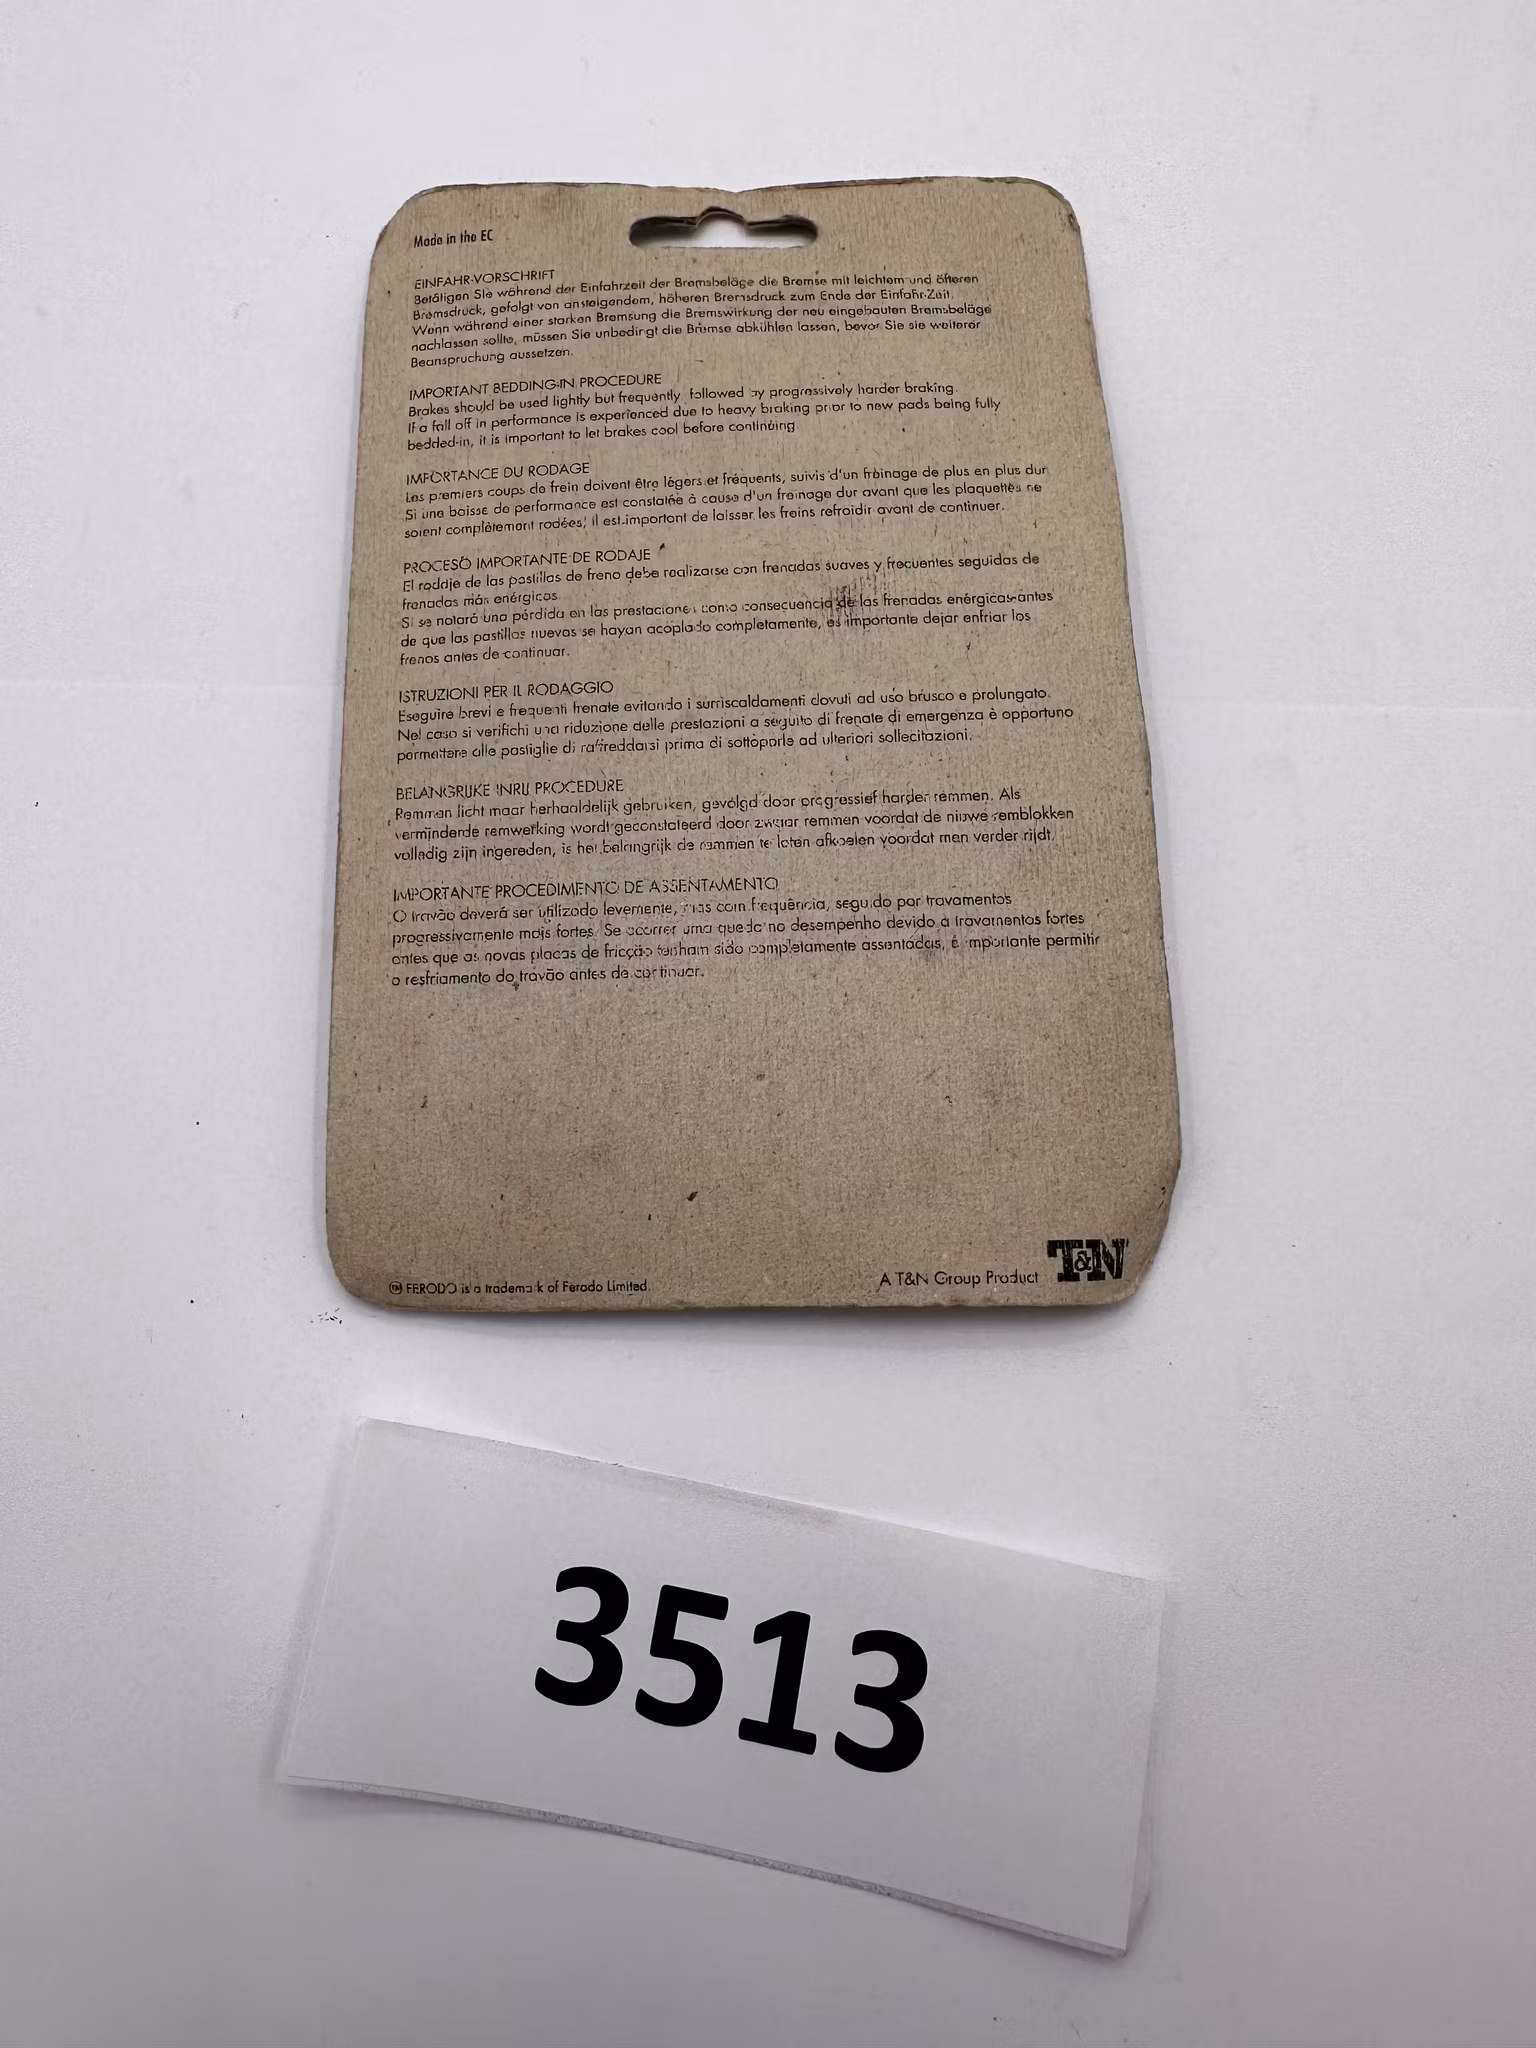 Made in the EC
EINFAHR-VORSCHRIFT
Betätigen Sie während der Einfahrzeit der Bremsbeläge die Bremse mit leichtem und öfteren
Bremsdruck, gefolgt von ansteigendem, höheren Bremsdruck zum Ende der Einfahr-Zeit.
Wenn während einer starken Bremsung die Bremswirkung der neu eingebauten Bremsbeläge
nachlassen sollte, müssen Sie unbedingt die Bremse abkühlen lassen, bevor Sie sie weiterer
Beanspruchung aussetzen.
IMPORTANT BEDDING-IN PROCEDURE
Brakes should be used lightly but frequently followed by progressively harder braking.
If a fall off in performance is experienced due to heavy braking prior to new pads being fully
bedded-in, it is important to let brakes cool before continuing
IMPORTANCE DU RODAGE
Les premiers coups de frein doivent être légers et fréquents, suivis d'un freinage de plus en plus dur
Si une baisse de performance est constatée à cause d'un freinage dur avant que les plaquettes ne
soient complètement rodées, il est important de laisser les freins refroidir avant de continuer.
PROCESO IMPORTANTE DE RODAJE
El rodaje de las pastillas de freno debe realizarse con frenadas suaves y frecuentes seguidas de
frenadas más enérgicas
Si se notará una pérdida en las prestaciones como consecuencia de las frenadas enérgicas antes
de que las pastillas nuevas se hayan acoplado completamente, es importante dejar enfriar los
frenos antes de continuar.
ISTRUZIONI PER IL RODAGGIO
Eseguire brevi e frequenti frenate evitando i surriscaldamenti dovuti ad uso brusco e prolungato.
Nel caso si verifichi una riduzione delle prestazioni a seguito di frenate di emergenza è opportuno
permettere alle pastiglie di raffreddarsi prima di sottoporle ad ulteriori sollecitazioni.
BELANGRIJKE INRIJ PROCEDURE
Remmen licht maar herhaaldelijk gebruiken, gevolgd door progressief harder remmen. Als
vermindende remwerking wordt geconstateerd door zwaar remmen voordat de nieuwe remblokken
volledig zijn ingereden, is het belangrijk de remmen te laten afkoelen voordat men verder rijdt.
IMPORTANTE PROCEDIMENTO DE ASSENTAMENTO
O travão deverá ser utilizado levemente, mas com frequência, seguido por travamentos
progressivamente mais fortes. Se ocorrer uma queda no desempenho devido a travamentos fortes
antes que as novas placas de fricção tenham sido completamente assentadas, é importante permitir
o resfriamento do travão antes de continuar.
FERODO is a trademark of Ferodo Limited.
A T&N Group Product T&N
3513